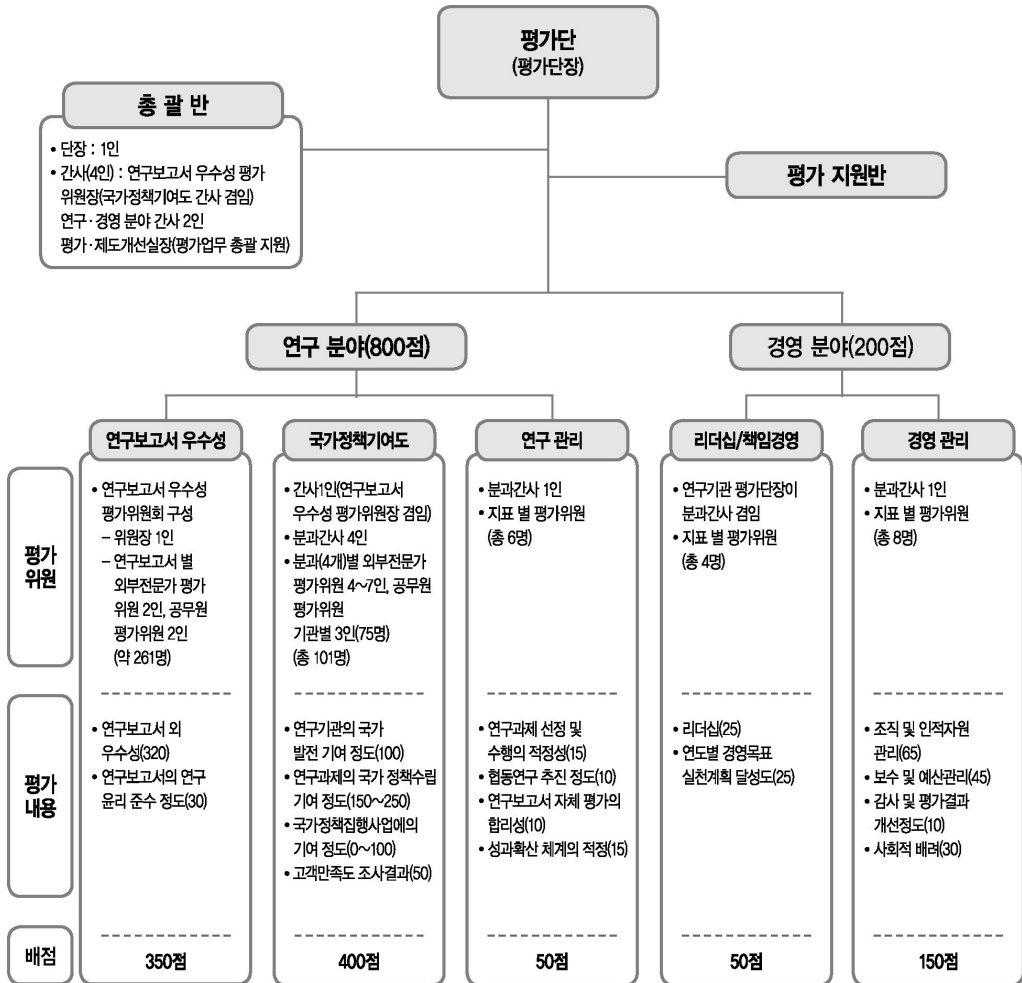 평가단
(평가단장)
총 괄 반
• 단장 : 1인
• 간사(4인) : 연구보고서 우수성 평가
위원장(국가정책기여도 간사 겸임)
연구·경영 분야 간사 2인
평가·제도개선실장(평가업무 총괄 지원)
평가 지원반
연구 분야(800점)
경영 분야(200점)
연구보고서 우수성
국가정책기여도
연구 관리
리더십/책임경영
경영 관리
평가
위원
• 연구보고서 우수성
평가위원회 구성
– 위원장 1인
– 연구보고서 별
외부전문가 평가
위원 2인, 공무원
평가위원 2인
(약 261명)
• 간사1인(연구보고서
우수성 평가위원장 겸임)
• 분과간사 4인
• 분과(4개)별 외부전문가
평가위원 4~7인, 공무원
평가위원
기관별 3인(75명)
(총 101명)
• 분과간사 1인
• 지표 별 평가위원
(총 6명)
• 연구기관 평가단장이
분과간사 겸임
• 지표 별 평가위원
(총 4명)
• 분과간사 1인
• 지표 별 평가위원
(총 8명)
평가
내용
• 연구보고서 외
우수성(320)
• 연구보고서의 연구
윤리 준수 정도(30)
• 연구기관의 국가
발전 기여 정도(100)
• 연구과제의 국가 정책수립
기여 정도(150~250)
• 국가정책집행사업에의
기여 정도(0~100)
• 고객만족도 조사결과(50)
• 연구과제 선정 및
수행의 적정성(15)
• 협동연구 추진 정도(10)
• 연구보고서 자체 평가의
합리성(10)
• 성과확산 체계의 적정(15)
• 리더십(25)
• 연도별 경영목표
실천계획 달성도(25)
• 조직 및 인적자원
관리(65)
• 보수 및 예산관리(45)
• 감사 및 평가결과
개선정도(10)
• 사회적 배려(30)
배점
350점
400점
50점
50점
150점